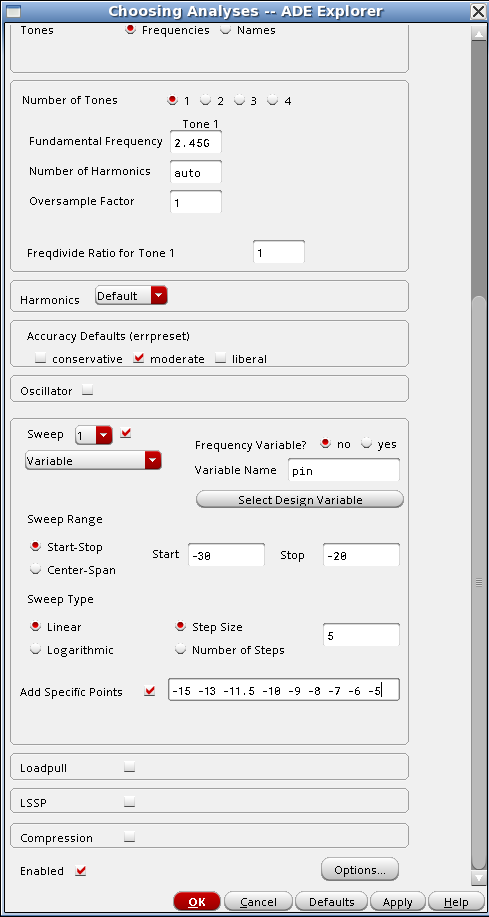 Choosing Analyses -- ADE Explorer
Tones Frequencies Names
Number of Tones 1 2 3 4
Tone 1
Fundamental Frequency 2.45G
Number of Harmonics auto
Oversample Factor 1
Freqdivide Ratio for Tone 1 1
Harmonics Default
Accuracy Defaults (errpreset)
conservative moderate liberal
Oscillator
Sweep 1
Frequency Variable? no yes
Variable
Variable Name pin
Select Design Variable
Sweep Range
Start-Stop Start -30 Stop -20
Center-Span
Sweep Type
Linear Step Size 5
Logarithmic Number of Steps
Add Specific Points -15 -13 -11.5 -10 -9 -8 -7 -6 -5
Loadpull
LSSP
Compression
Enabled Options...
OK Cancel Defaults Apply Help